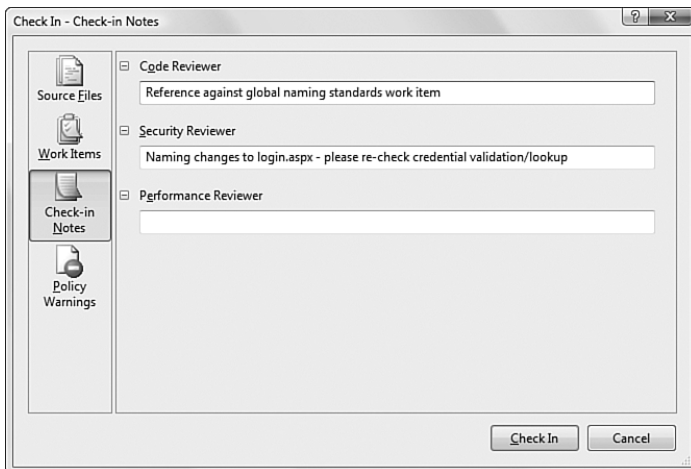 Check In - Check-in Notes
Source Files
Work Items
Check-in
Notes
Policy
Warnings
Code Reviewer
Reference against global naming standards work item
Security Reviewer
Naming changes to login.aspx - please re-check credential validation/lookup
Performance Reviewer
Check In
Cancel